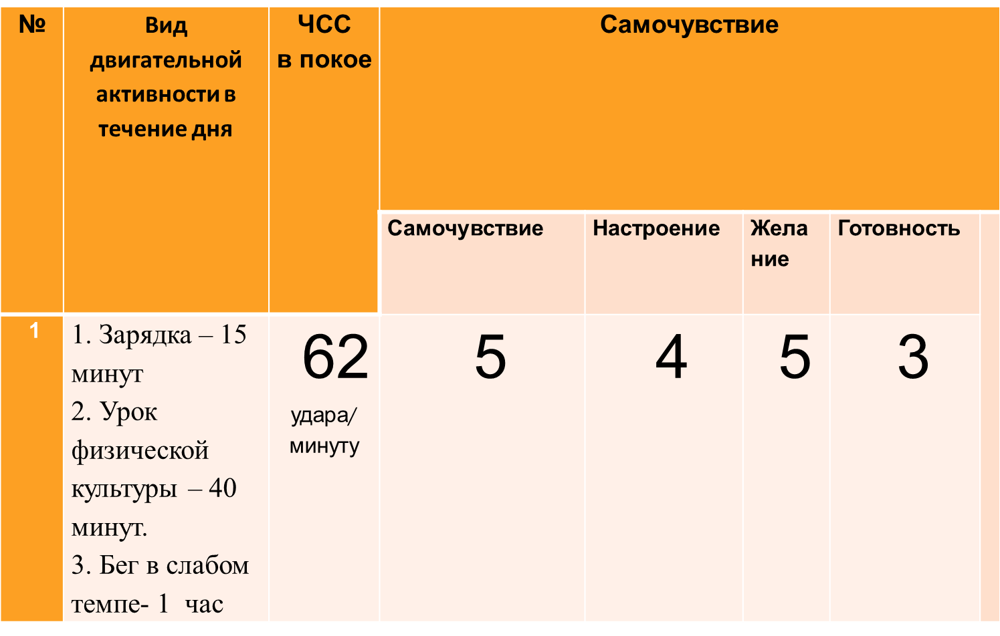 №
Вид
двигательной
активности в
течение дня
ЧСС
в покое
Самочувствие
Самочувствие
Настроение
Жела
ние
Готовность
1
1. Зарядка – 15
минут
2. Урок
физической
культуры – 40
минут.
3. Бег в слабом
темпе- 1 час
62
удара/
минуту
5
4
5
3